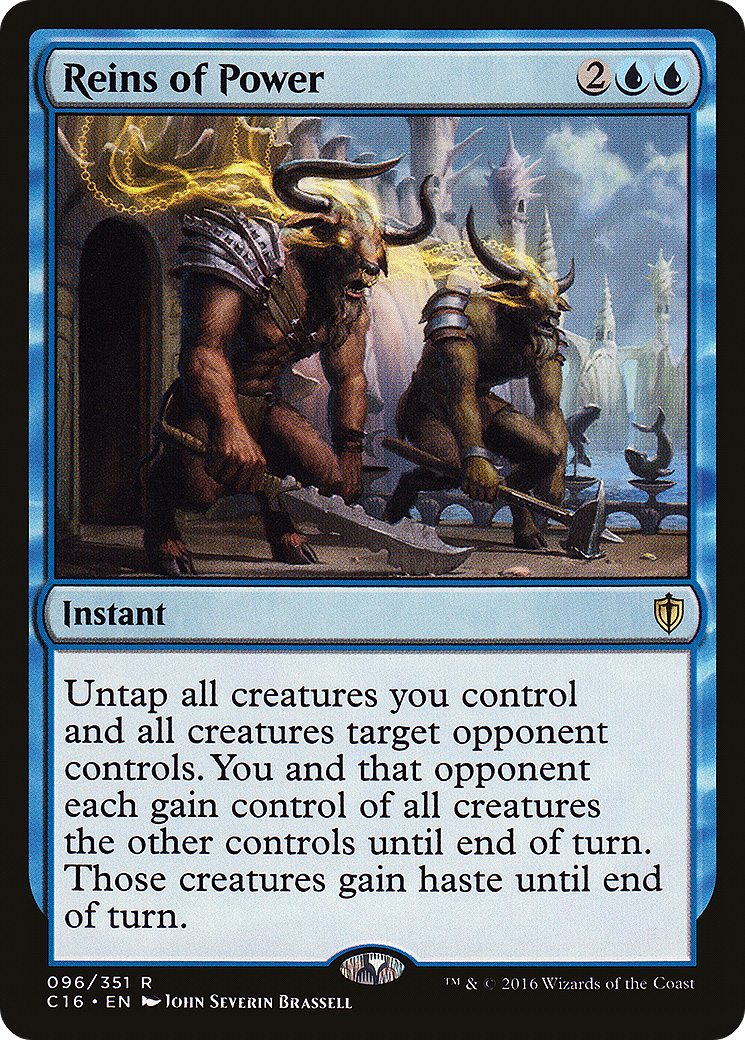 Reins of Power 2
Instant
Untap all creatures you control
and all creatures target opponent
controls. You and that opponent
each gain control of all creatures
the other controls until end of turn.
Those creatures gain haste until end
of turn.
096/351 R
C16 • EN John Severin Brassell
™ & © 2016 Wizards of the Coast